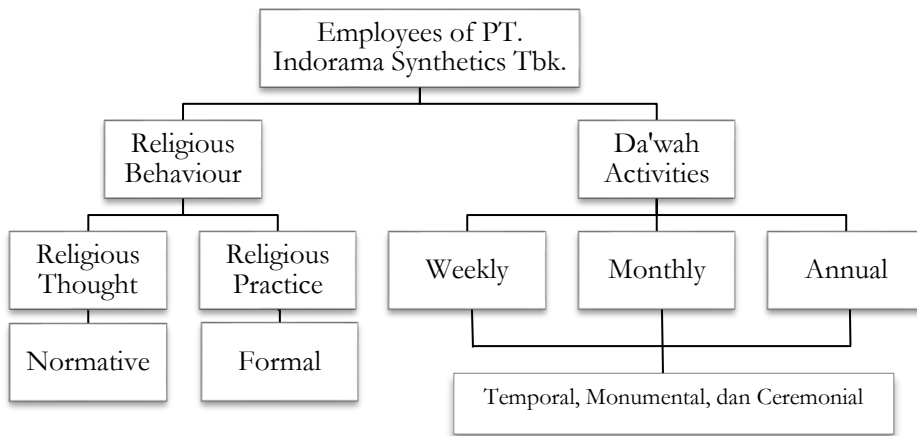 Employees of PT.
Indorama Synthetics Tbk.
Religious
Behaviour
Da'wah
Activities
Religious
Thought
Religious
Practice
Weekly
Monthly
Annual
Normative
Formal
Temporal, Monumental, dan Ceremonial